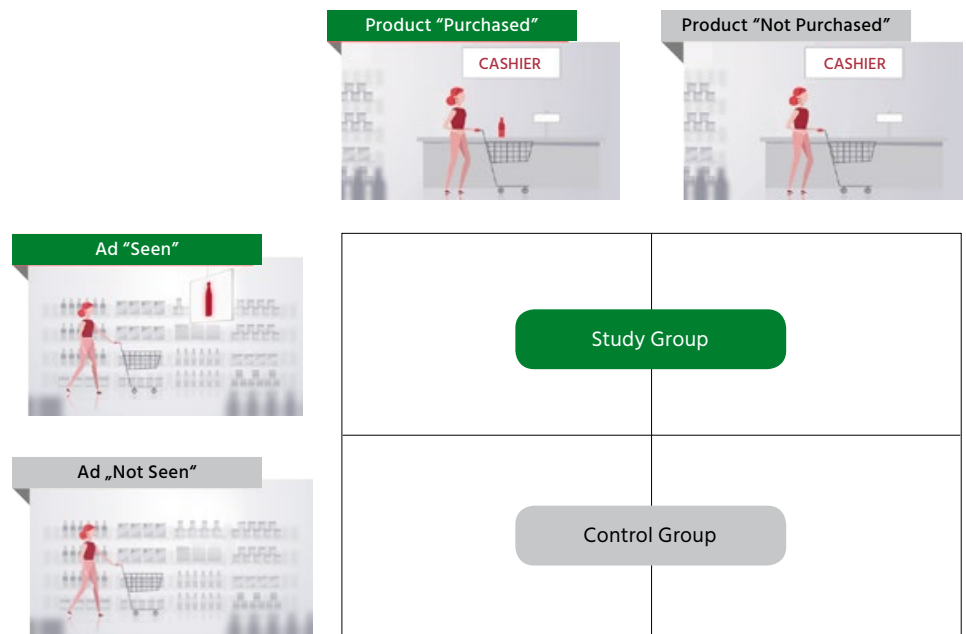 Product “Purchased”
Product “Not Purchased”
CASHIER
CASHIER
Ad “Seen”
Study Group
Ad „Not Seen“
Control Group